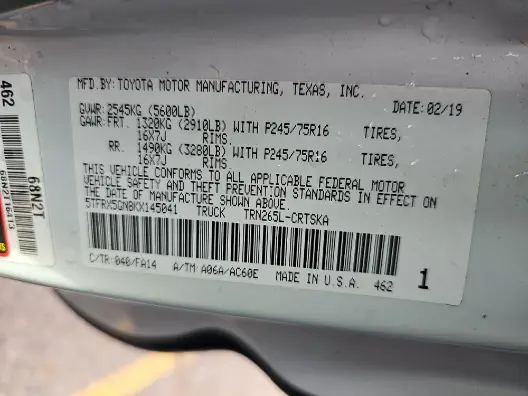 MFD.BY:TOYOTA MOTOR MANUFACTURING, TEXAS, INC.
GVWR:2545KG (5600LB) DATE:02/19
GAWR:FRT. 1320KG (2910LB) WITH P245/75R16 TIRES,
16X7J RIMS.
RR. 1490KG (3280LB) WITH P245/75R16 TIRES,
16X7J RIMS.
THIS VEHICLE CONFORMS TO ALL APPLICABLE FEDERAL MOTOR
VEHICLE SAFETY AND THEFT PREVENTION STANDARDS IN EFFECT ON
THE DATE OF MANUFACTURE SHOWN ABOVE.
5TFRX5GNBKX145041 TRUCK TRN265L-CRTSKA
C/TR:040/FA14 A/TM:A06A/AC60E MADE IN U.S.A. 462 1
462 68N2T